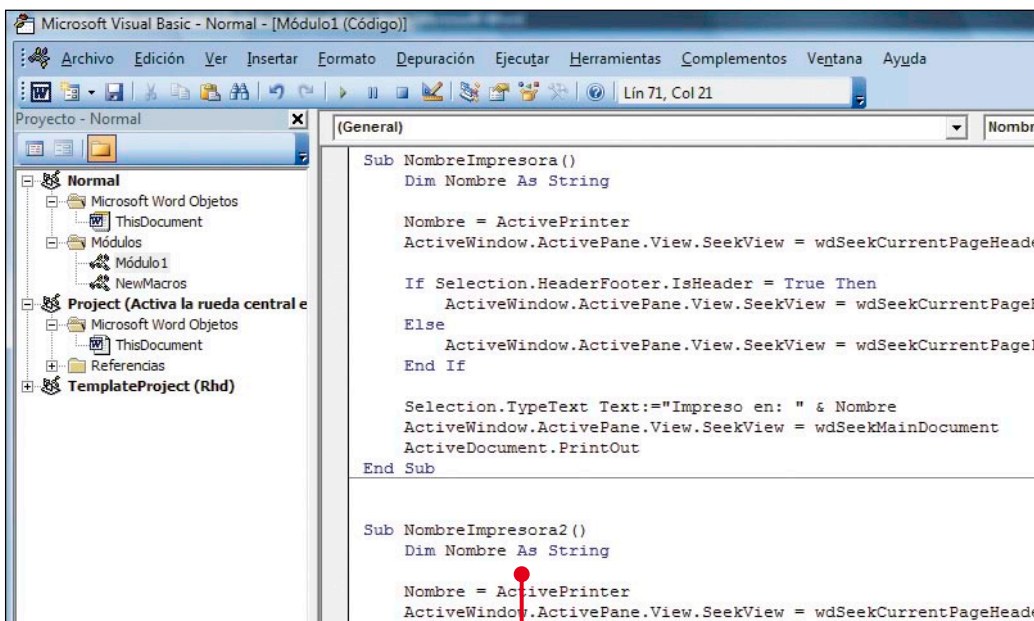 Microsoft Visual Basic - Normal - [Módulo1 (Código)]
Archivo Edición Ver Insertar Formato Depuración Ejecutar Herramientas Complementos Ventana Ayuda
Lín 71, Col 21
Proyecto - Normal
Normal
Microsoft Word Objetos
ThisDocument
Módulos
Módulo1
NewMacros
Project (Activa la rueda central e
Microsoft Word Objetos
ThisDocument
Referencias
TemplateProject (Rhd)
(General)
Nombr
Sub NombreImpresora()
Dim Nombre As String
Nombre = ActivePrinter
ActiveWindow.ActivePane.View.SeekView = wdSeekCurrentPageHeade
If Selection.HeaderFooter.IsHeader = True Then
ActiveWindow.ActivePane.View.SeekView = wdSeekCurrentPage
Else
ActiveWindow.ActivePane.View.SeekView = wdSeekCurrentPage
End If
Selection.TypeText Text:="Impreso en: " & Nombre
ActiveWindow.ActivePane.View.SeekView = wdSeekMainDocument
ActiveDocument.PrintOut
End Sub
Sub NombreImpresora2()
Dim Nombre As String
Nombre = ActivePrinter
ActiveWindow.ActivePane.View.SeekView = wdSeekCurrentPageHeade